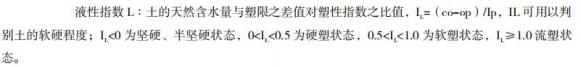 液性指数 L：土的天然含水量与塑限之差值对塑性指数之比值，IL=（co-op）/Ip，IL 可用以判
别土的软硬程度；IL<0 为坚硬、半坚硬状态，0<IL<0.5 为硬塑状态，0.5<IL<1.0 为软塑状态，IL≥1.0 流塑状
态。